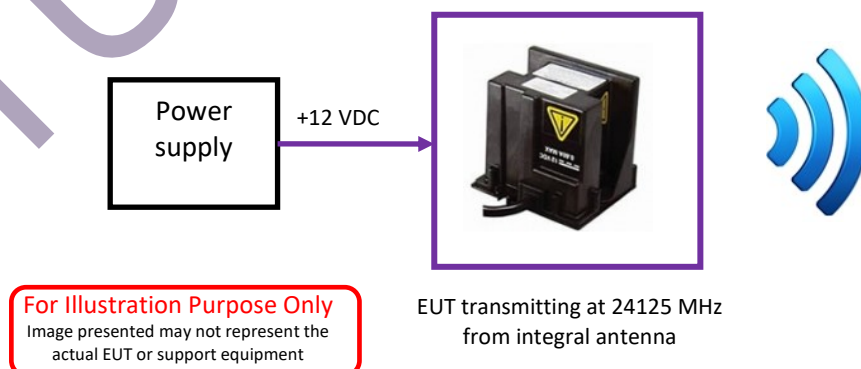 Power
supply
+12 VDC
For Illustration Purpose Only
Image presented may not represent the
actual EUT or support equipment
EUT transmitting at 24125 MHz
from integral antenna